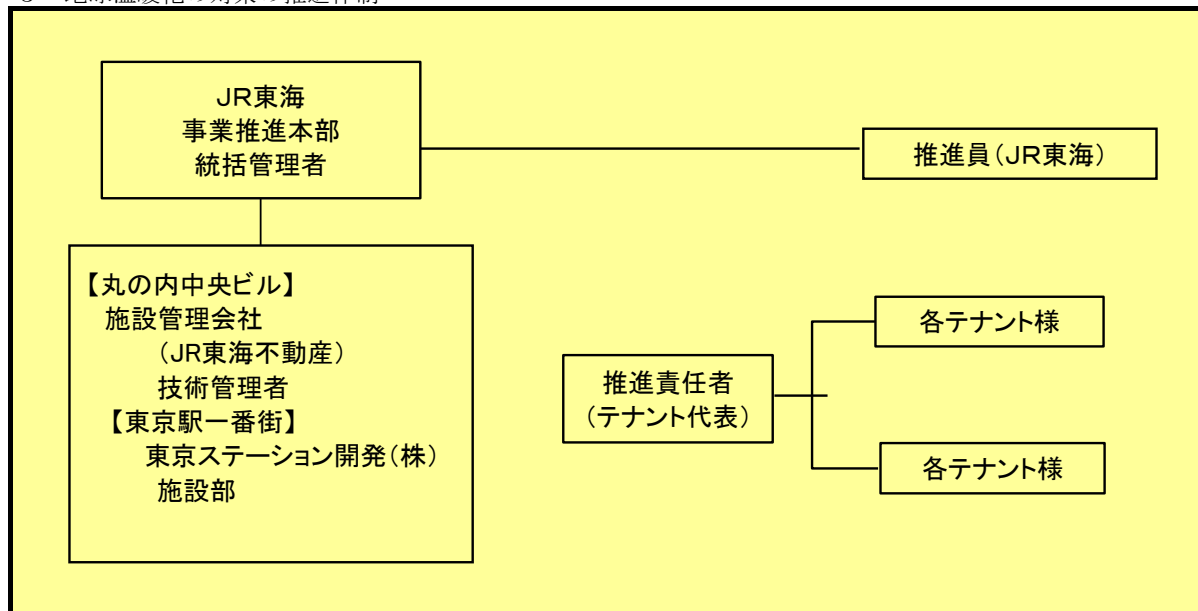 JR東海
事業推進本部
統括管理者
推進員(JR東海)
【丸の内中央ビル】
施設管理会社
(JR東海不動産)
技術管理者
【東京駅一番街】
東京ステーション開発(株)
施設部
推進責任者
(テナント代表)
各テナント様
各テナント様